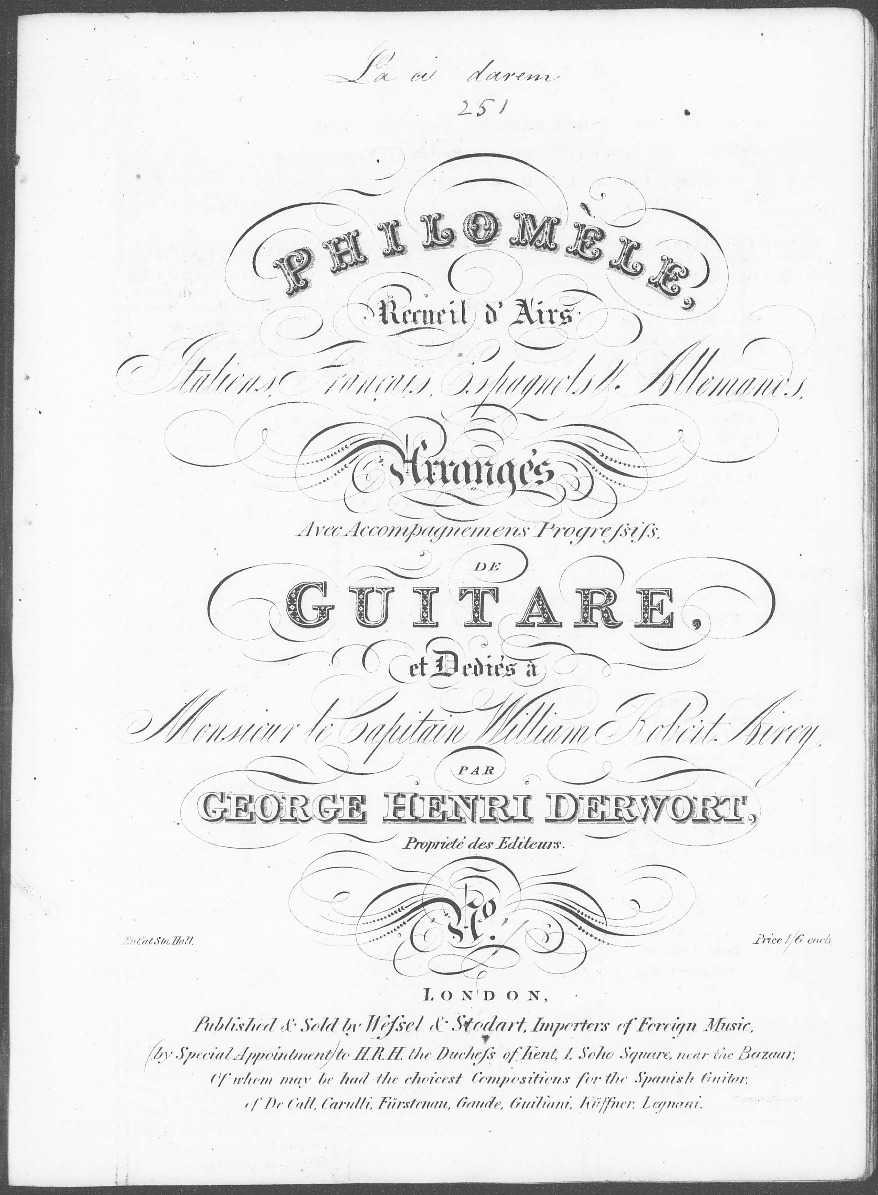 La ci darem
251
PHILOMÈLE,
Recueil d'Airs
Italiens, Français, Espagnols & Allemands,
Arrangés
Avec Accompagnemens Progressifs,
DE
GUITARE,
et Dediés à
Monsieur le Capitain William Robert Airey,
PAR
GEORGE HENRI DERWORT,
Proprieté des Editeurs.
No. 1
Ent. at Sta. Hall.
Price 1/6 each
LONDON,
Published & Sold by Wessel & Stodart, Importers of Foreign Music,
(by Special Appointment) to H.R.H. the Duchess of Kent, 1, Soho Square, near the Bazaar;
Of whom may be had the choicest Compositions for the Spanish Guitar,
of De Call, Carulli, Fürstenau, Gaude, Guiliani, Küffner, Legnani.